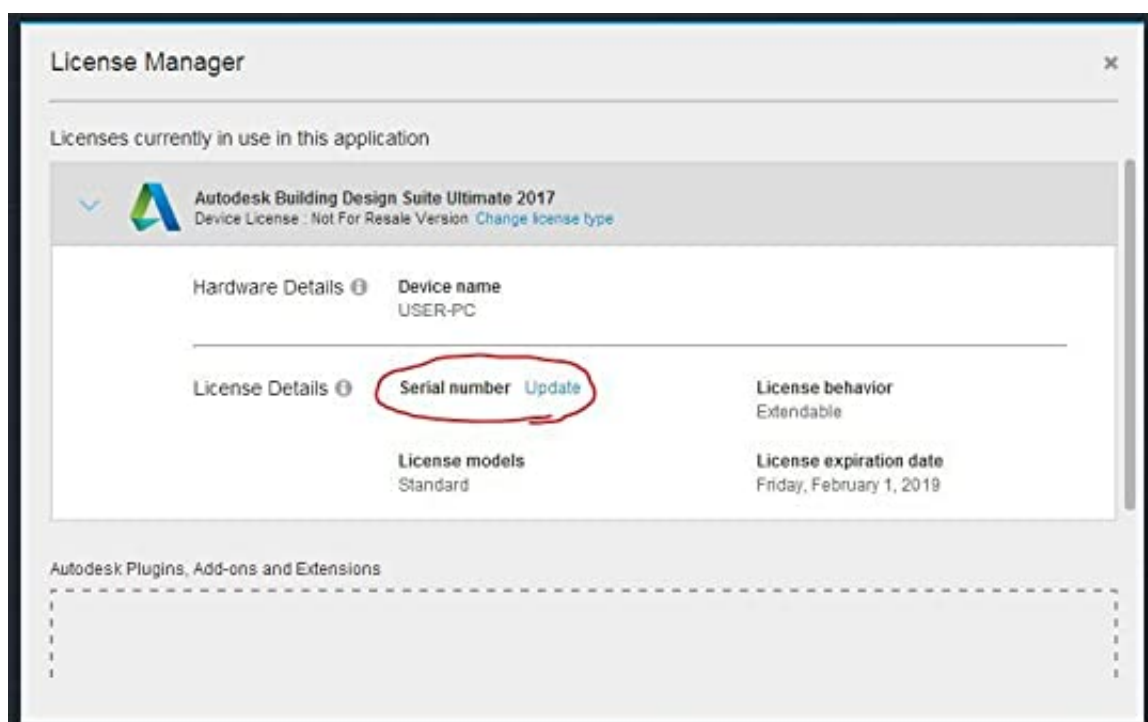 License Manager
Licenses currently in use in this application
Autodesk Building Design Suite Ultimate 2017
Device License : Not For Resale Version Change license type
Hardware Details
Device name
USER-PC
License Details
Serial number Update
License behavior
Extendable
License models
Standard
License expiration date
Friday, February 1, 2019
Autodesk Plugins, Add-ons and Extensions